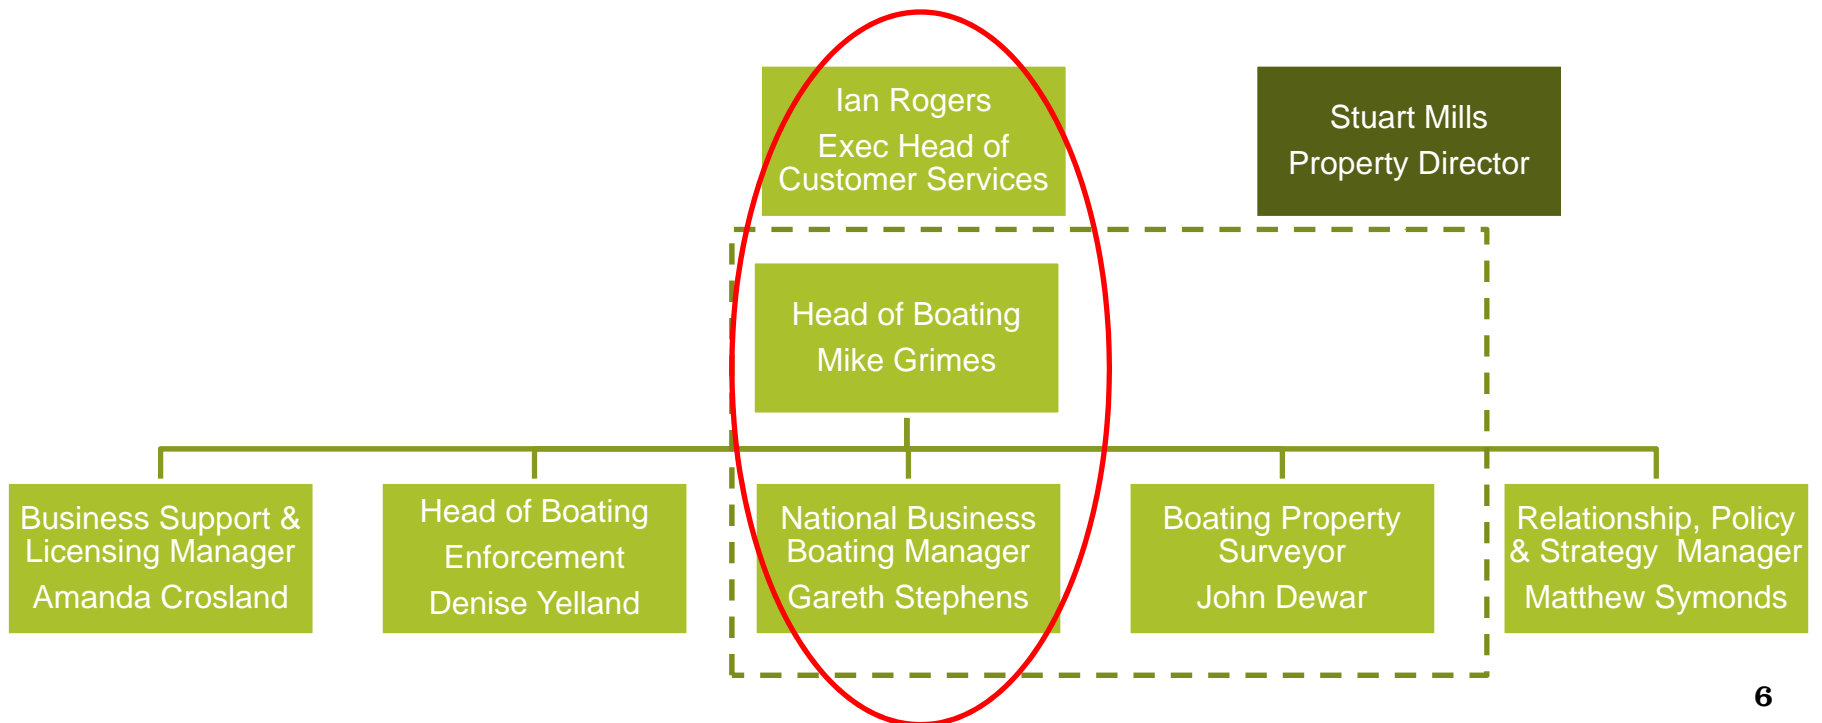 Ian Rogers
Exec Head of
Customer Services
Stuart Mills
Property Director
Head of Boating
Mike Grimes
Business Support &
Licensing Manager
Amanda Crosland
Head of Boating
Enforcement
Denise Yelland
National Business
Boating Manager
Gareth Stephens
Boating Property
Surveyor
John Dewar
Relationship, Policy
& Strategy Manager
Matthew Symonds
6